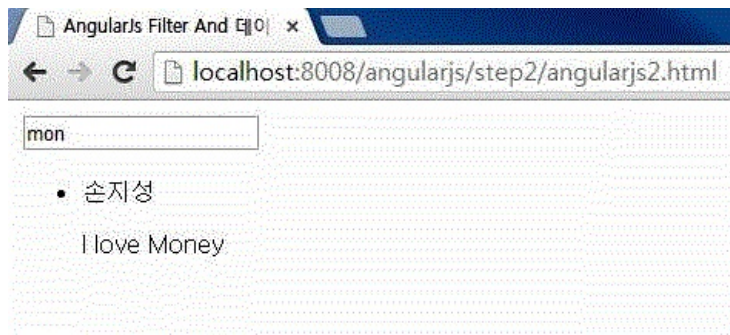 AngularJs Filter And 데이
localhost:8008/angularjs/step2/angularjs2.html
mon
손지성
I love Money